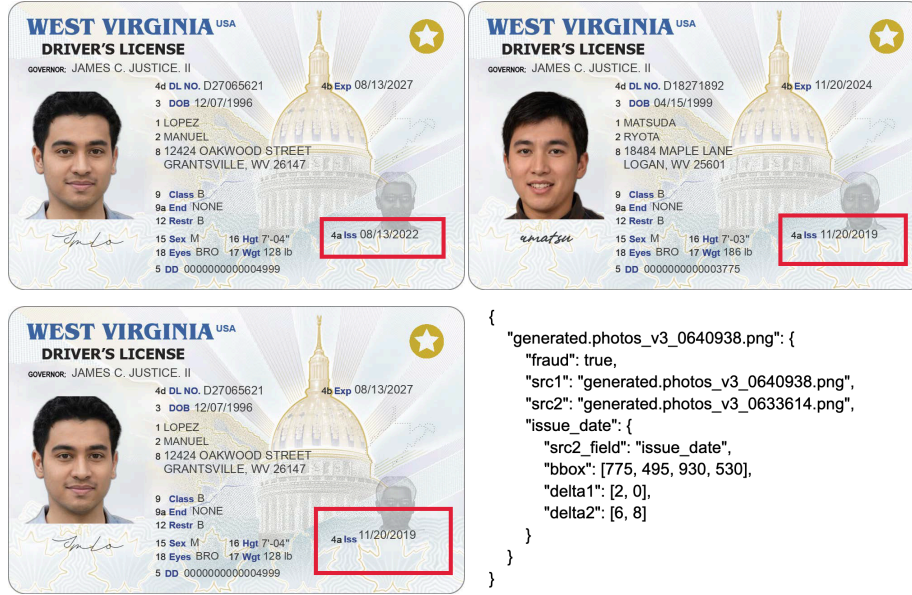 WEST VIRGINIA USA
DRIVER'S LICENSE
GOVERNOR: JAMES C. JUSTICE. II
4d DL NO. D27065621 4b Exp 08/13/2027
3 DOB 12/07/1996
1 LOPEZ
2 MANUEL
8 12424 OAKWOOD STREET
GRANTSVILLE, WV 26147
9 Class B
9a End NONE
12 Restr B
15 Sex M 16 Hgt 7'-04" 4a Iss 08/13/2022
18 Eyes BRO 17 Wgt 128 lb
5 DD 0000000000004999
WEST VIRGINIA USA
DRIVER'S LICENSE
GOVERNOR: JAMES C. JUSTICE. II
4d DL NO. D18271892 4b Exp 11/20/2024
3 DOB 04/15/1999
1 MATSUDA
2 RYOTA
8 18484 MAPLE LANE
LOGAN, WV 25601
9 Class B
9a End NONE
12 Restr B
umatsu
15 Sex M 16 Hgt 7'-03" 4a Iss 11/20/2019
18 Eyes BRO 17 Wgt 186 lb
5 DD 0000000000003775
WEST VIRGINIA USA
DRIVER'S LICENSE
GOVERNOR: JAMES C. JUSTICE. II
4d DL NO. D27065621 4b Exp 08/13/2027
3 DOB 12/07/1996
1 LOPEZ
2 MANUEL
8 12424 OAKWOOD STREET
GRANTSVILLE, WV 26147
9 Class B
9a End NONE
12 Restr B
15 Sex M 16 Hgt 7'-04" 4a Iss 11/20/2019
18 Eyes BRO 17 Wgt 128 lb
5 DD 0000000000004999
{
"generated.photos_v3_0640938.png": {
"fraud": true,
"src1": "generated.photos_v3_0640938.png",
"src2": "generated.photos_v3_0633614.png",
"issue_date": {
"src2_field": "issue_date",
"bbox": [775, 495, 930, 530],
"delta1": [2, 0],
"delta2": [6, 8]
}
}
}